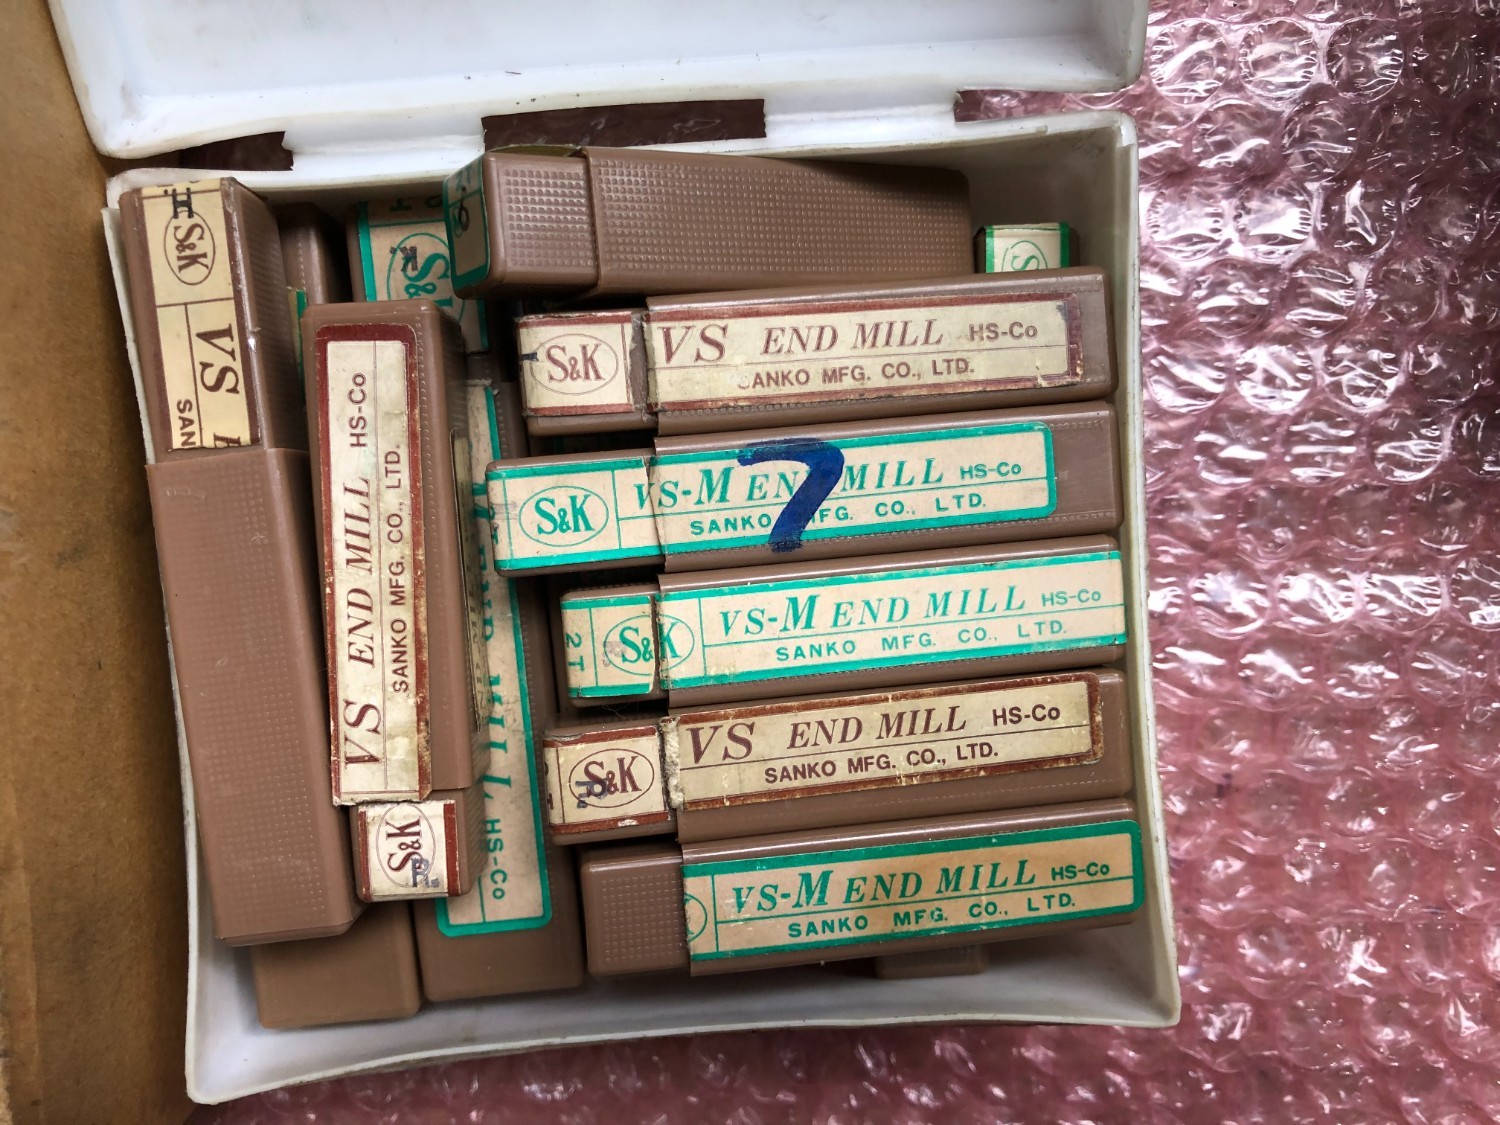 S&K
VS
SAN
S&K
VS END MILL HS-Co
SANKO MFG. CO., LTD.
S&K
VS-M END MILL HS-Co
SANKO MFG. CO., LTD.
7
2T
S&K
VS-M END MILL HS-Co
SANKO MFG. CO., LTD.
S&K
VS END MILL HS-Co
SANKO MFG. CO., LTD.
VS-M END MILL HS-Co
SANKO MFG. CO., LTD.
VS END MILL HS-Co
SANKO MFG. CO., LTD.
S&K
END MILL HS-Co
S&K
S&K